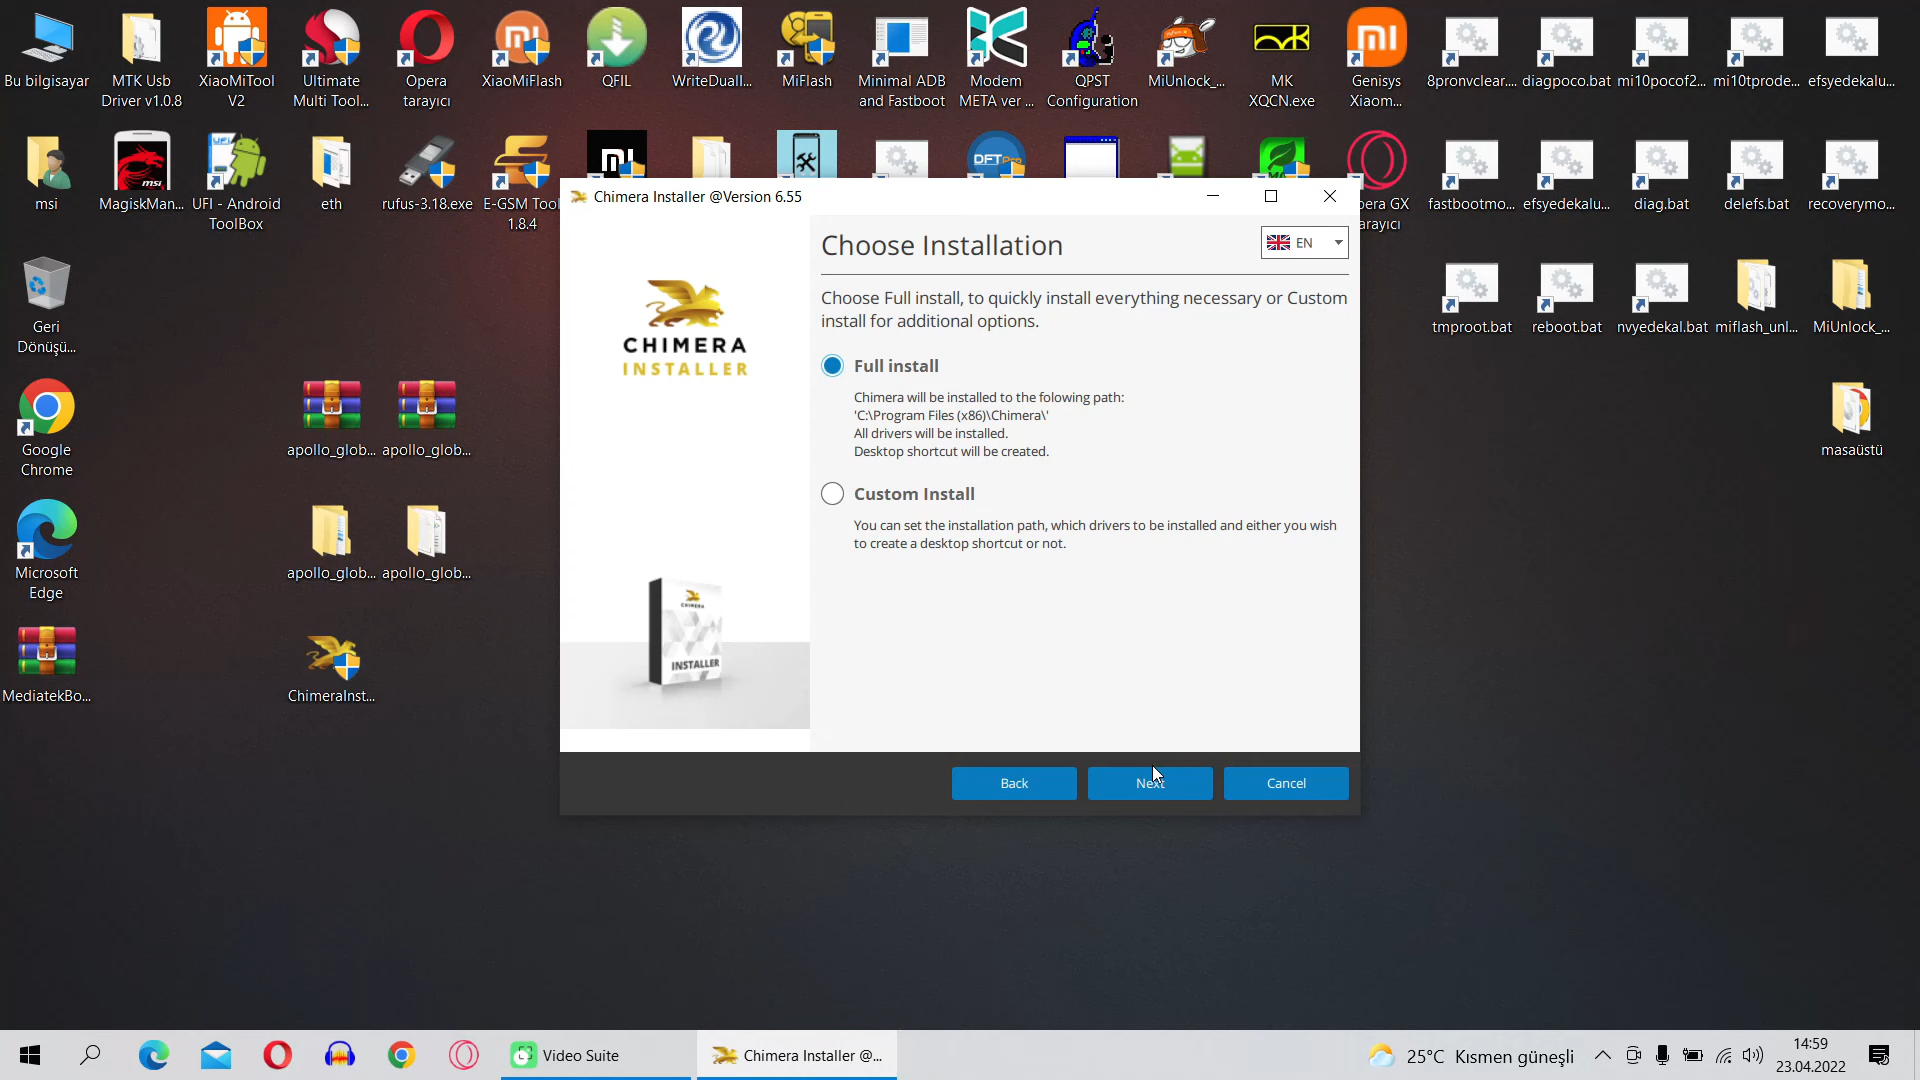 Bu bilgisayar
MTK Usb
Driver v1.0.8
XiaoMiTool
V2
Ultimate
Multi Tool...
Opera
tarayıcı
XiaoMiFlash
QFIL
WriteDuall...
MiFlash
Minimal ADB
and Fastboot
Modem
META ver ...
QPST
Configuration
MiUnlock_...
MK
XQCN.exe
Genisys
Xiaom...
8pronvclear....
diagpoco.bat
mi10pocof2...
mi10tprode...
efsyedekalu...
msi
MagiskMan...
UFI - Android
ToolBox
eth
rufus-3.18.exe
E-GSM Tool
1.8.4
pera GX
arayıcı
fastbootmo...
efsyedekalu...
diag.bat
delefs.bat
recoverymo...
Geri
Dönüşü...
tmproot.bat
reboot.bat
nvyedekal.bat
miflash_unl...
MiUnlock_...
Google
Chrome
apollo_glob...
apollo_glob...
masaüstü
Microsoft
Edge
apollo_glob...
apollo_glob...
MediatekBo...
ChimeraInst...
Chimera Installer @Version 6.55
CHIMERA
INSTALLER
CHIMERA
INSTALLER
Choose Installation
EN
Choose Full install, to quickly install everything necessary or Custom
install for additional options.
Full install
Chimera will be installed to the folowing path:
'C:\Program Files (x86)\Chimera\'
All drivers will be installed.
Desktop shortcut will be created.
Custom Install
You can set the installation path, which drivers to be installed and either you wish
to create a desktop shortcut or not.
Back
Next
Cancel
Video Suite
Chimera Installer @...
25°C Kısmen güneşli
14:59
23.04.2022